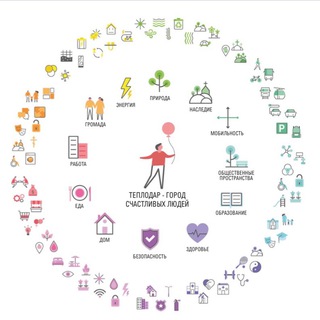 ПРИРОДА
ЭНЕРГИЯ
НАСЛЕДИЕ
ГРОМАДА
МОБИЛЬНОСТЬ
РАБОТА
ОБЩЕСТВЕННЫЕ
ПРОСТРАНСТВА
ТЕПЛОДАР - ГОРОД
СЧАСТЛИВЫХ ЛЮДЕЙ
ЕДА
ОБРАЗОВАНИЕ
ДОМ
ЗДОРОВЬЕ
БЕЗОПАСНОСТЬ
P